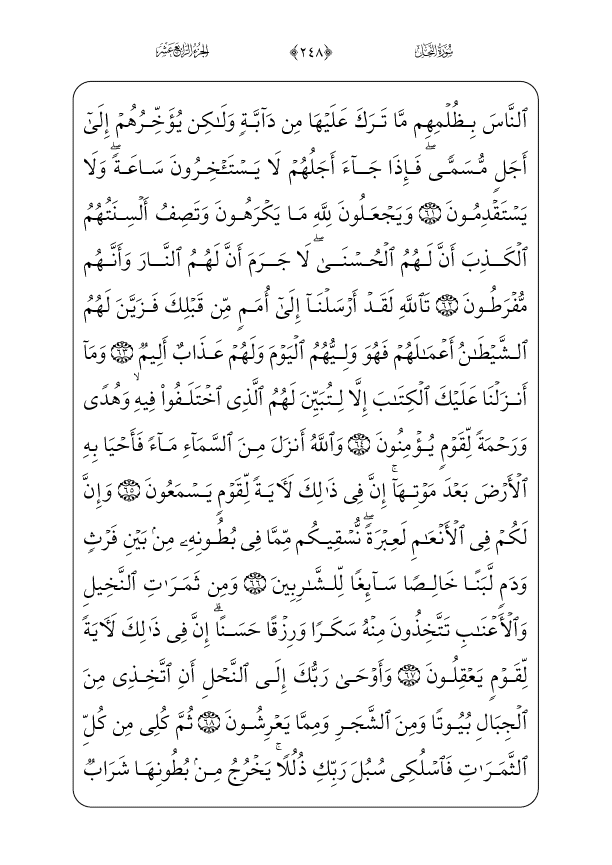 سُورَةُ النَّحْلِ ﴿٢٤٨﴾ الجُزْءُ الرَّابِعَ عَشَرَ
ٱلنَّاسَ بِظُلْمِهِم مَّا تَرَكَ عَلَيْهَا مِن دَآبَّةٍ وَلَٰكِن يُؤَخِّرُهُمْ إِلَىٰٓ
أَجَلٍ مُّسَمًّى ۖ فَإِذَا جَآءَ أَجَلُهُمْ لَا يَسْتَـْٔخِرُونَ سَاعَةً ۖ وَلَا
يَسْتَقْدِمُونَ ٦١ وَيَجْعَلُونَ لِلَّهِ مَا يَكْرَهُونَ وَتَصِفُ أَلْسِنَتُهُمُ
ٱلْكَذِبَ أَنَّ لَهُمُ ٱلْحُسْنَىٰ ۖ لَا جَرَمَ أَنَّ لَهُمُ ٱلنَّارَ وَأَنَّهُم
مُّفْرَطُونَ ٦٢ تَٱللَّهِ لَقَدْ أَرْسَلْنَآ إِلَىٰٓ أُمَمٍ مِّن قَبْلِكَ فَزَيَّنَ لَهُمُ
ٱلشَّيْطَٰنُ أَعْمَٰلَهُمْ فَهُوَ وَلِيُّهُمُ ٱلْيَوْمَ وَلَهُمْ عَذَابٌ أَلِيمٌ ٦٣ وَمَآ
أَنزَلْنَا عَلَيْكَ ٱلْكِتَٰبَ إِلَّا لِتُبَيِّنَ لَهُمُ ٱلَّذِى ٱخْتَلَفُوا۟ فِيهِ ۙ وَهُدًى
وَرَحْمَةً لِّقَوْمٍ يُؤْمِنُونَ ٦٤ وَٱللَّهُ أَنزَلَ مِنَ ٱلسَّمَآءِ مَآءً فَأَحْيَا بِهِ
ٱلْأَرْضَ بَعْدَ مَوْتِهَآ ۚ إِنَّ فِى ذَٰلِكَ لَـَٔايَةً لِّقَوْمٍ يَسْمَعُونَ ٦٥ وَإِنَّ
لَكُمْ فِى ٱلْأَنْعَٰمِ لَعِبْرَةً ۖ نُّسْقِيكُم مِّمَّا فِى بُطُونِهِۦ مِنۢ بَيْنِ فَرْثٍ
وَدَمٍ لَّبَنًا خَالِصًا سَآئِغًا لِّلشَّٰرِبِينَ ٦٦ وَمِن ثَمَرَٰتِ ٱلنَّخِيلِ
وَٱلْأَعْنَٰبِ تَتَّخِذُونَ مِنْهُ سَكَرًا وَرِزْقًا حَسَنًا ۗ إِنَّ فِى ذَٰلِكَ لَـَٔايَةً
لِّقَوْمٍ يَعْقِلُونَ ٦٧ وَأَوْحَىٰ رَبُّكَ إِلَى ٱلنَّحْلِ أَنِ ٱتَّخِذِى مِنَ
ٱلْجِبَالِ بُيُوتًا وَمِنَ ٱلشَّجَرِ وَمِمَّا يَعْرِشُونَ ٦٨ ثُمَّ كُلِى مِن كُلِّ
ٱلثَّمَرَٰتِ فَٱسْلُكِى سُبُلَ رَبِّكِ ذُلُلًا ۚ يَخْرُجُ مِنۢ بُطُونِهَا شَرَابٌ